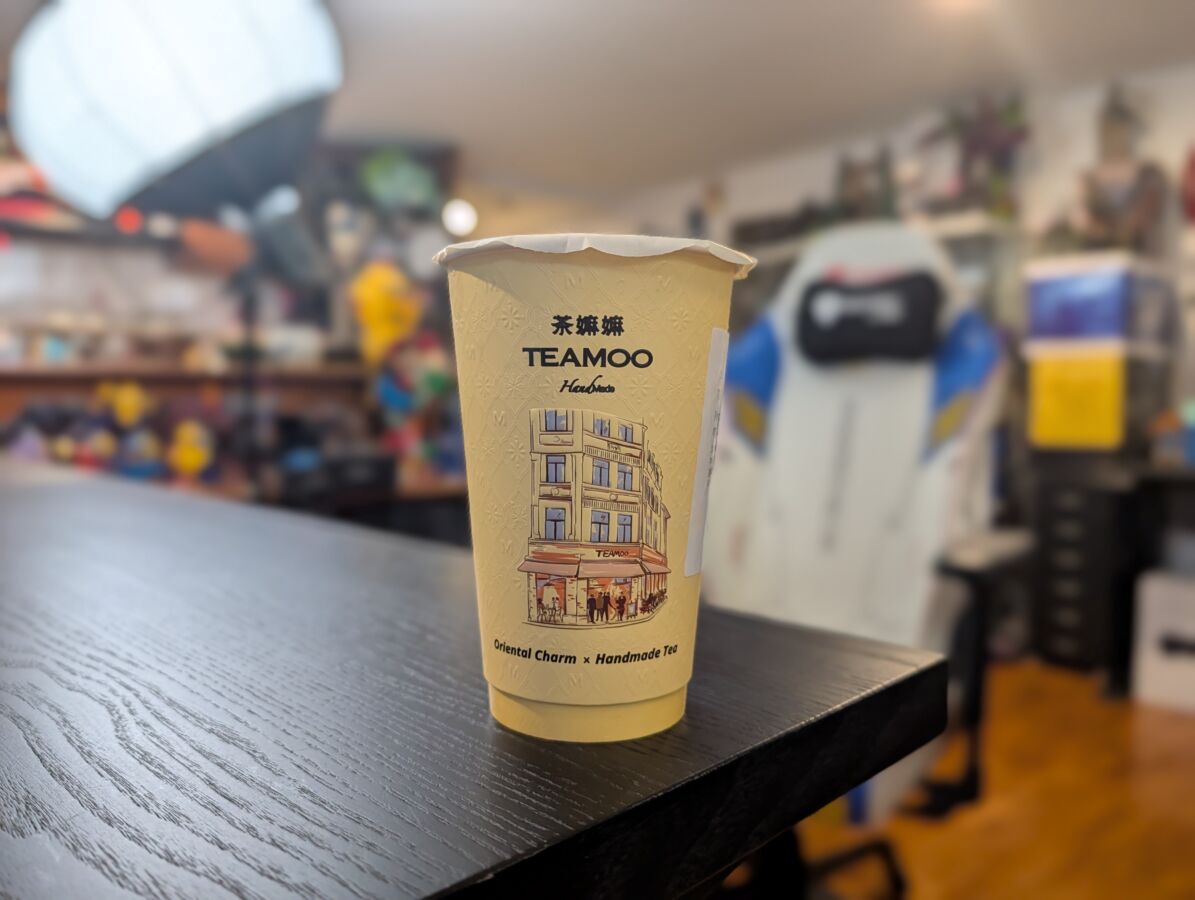 茶嫲嫲
TEAMOO
HandMade
TEAMOO
Oriental Charm × Handmade Tea